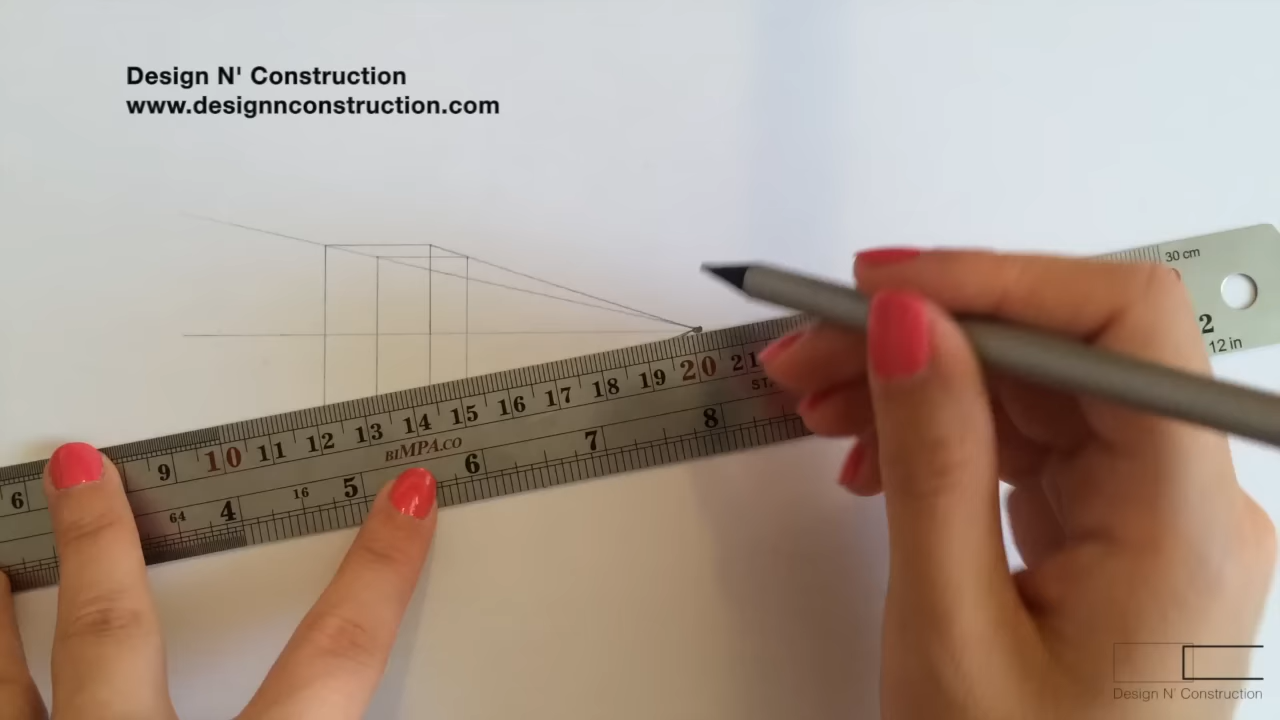 Design N' Construction
www.designnconstruction.com
30 cm
6 9 10 11 12 13 14 15 16 17 18 19 20 21
BIMPA.CO
64 4 16 5 6 7 8
2
12 in
Design N' Construction